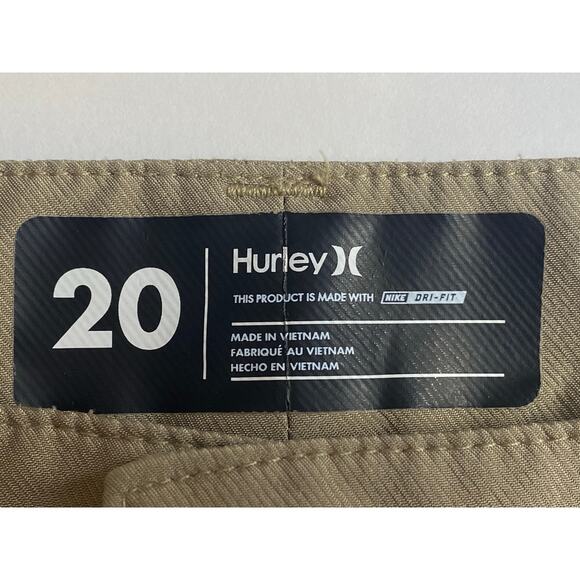 20
Hurley
THIS PRODUCT IS MADE WITH NIKE DRI-FIT
MADE IN VIETNAM
FABRIQUÉ AU VIETNAM
HECHO EN VIETNAM